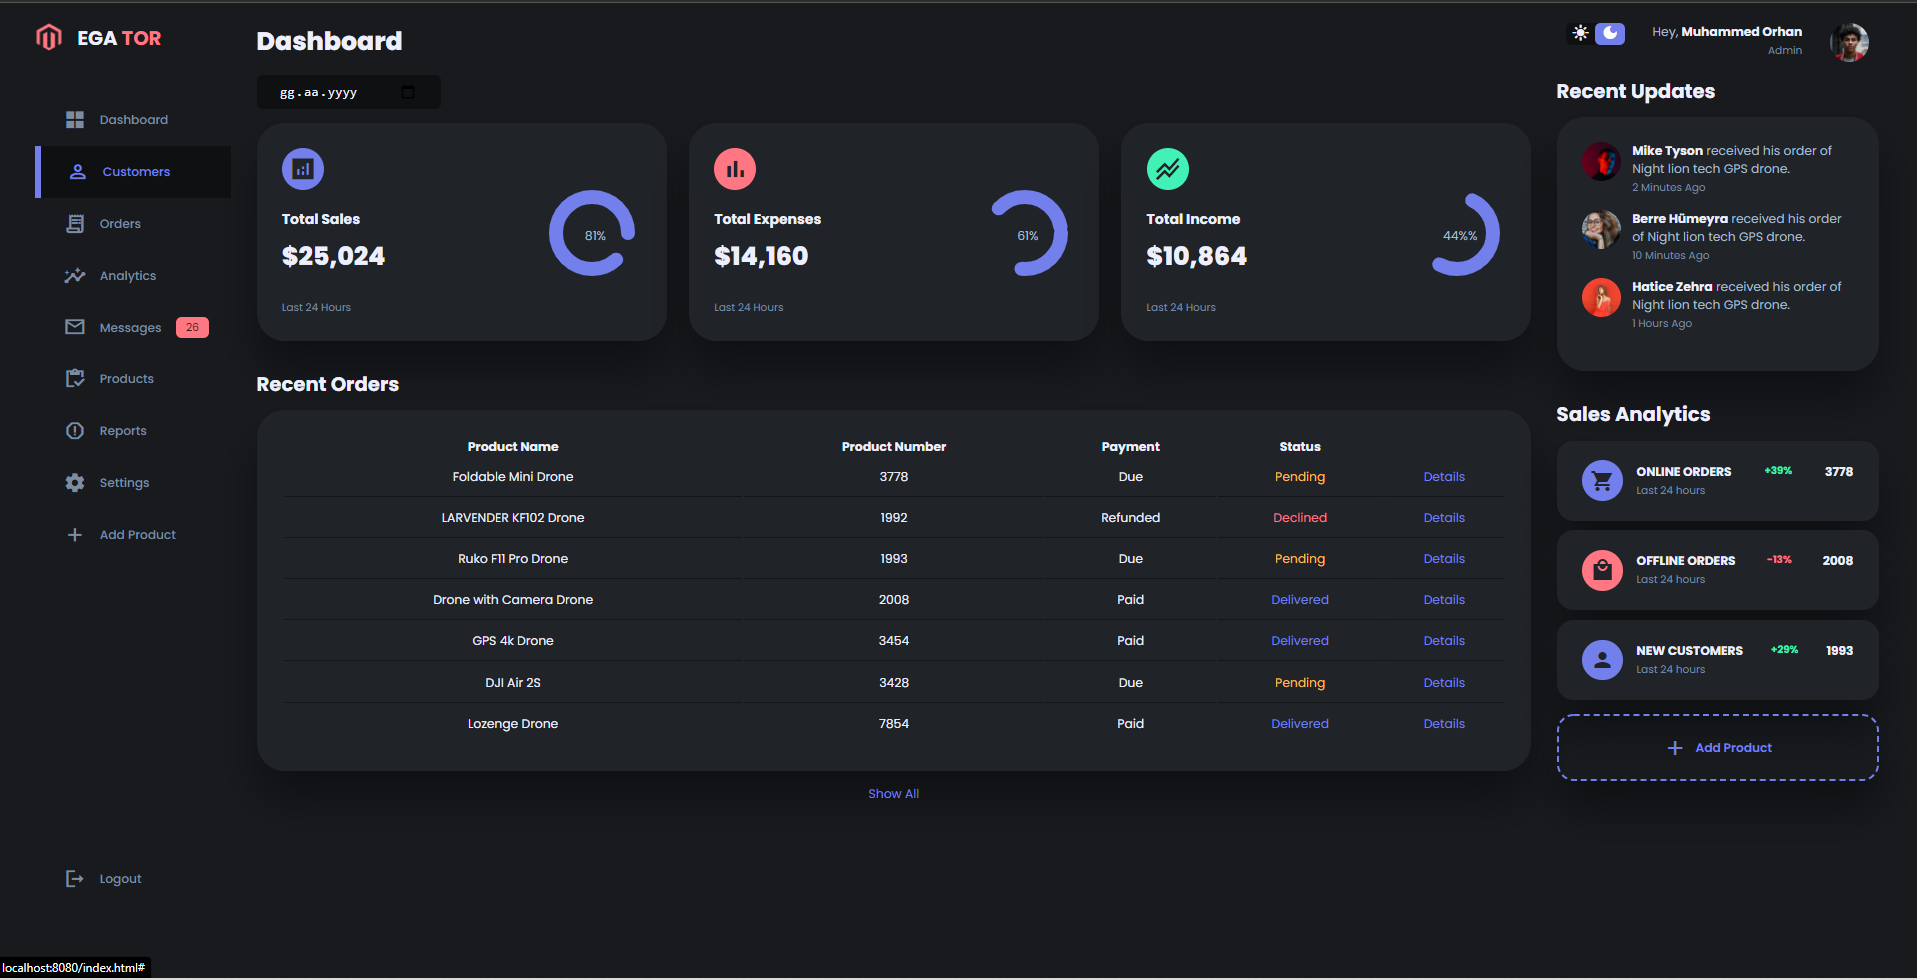 EGA TOR
Dashboard
Customers
Orders
Analytics
Messages 26
Products
Reports
Settings
Add Product
Logout
Dashboard
gg.aa.yyyy
Total Sales
$25,024
81%
Last 24 Hours
Total Expenses
$14,160
61%
Last 24 Hours
Total Income
$10,864
44%%
Last 24 Hours
Recent Orders
Product Name Product Number Payment Status
Foldable Mini Drone 3778 Due Pending Details
LARVENDER KF102 Drone 1992 Refunded Declined Details
Ruko F11 Pro Drone 1993 Due Pending Details
Drone with Camera Drone 2008 Paid Delivered Details
GPS 4k Drone 3454 Paid Delivered Details
DJI Air 2S 3428 Due Pending Details
Lozenge Drone 7854 Paid Delivered Details
Show All
Hey, Muhammed Orhan
Admin
Recent Updates
Mike Tyson received his order of
Night lion tech GPS drone.
2 Minutes Ago
Berre Hümeyra received his order
of Night lion tech GPS drone.
10 Minutes Ago
Hatice Zehra received his order of
Night lion tech GPS drone.
1 Hours Ago
Sales Analytics
ONLINE ORDERS +39% 3778
Last 24 hours
OFFLINE ORDERS -13% 2008
Last 24 hours
NEW CUSTOMERS +29% 1993
Last 24 hours
Add Product
localhost:8080/index.html#